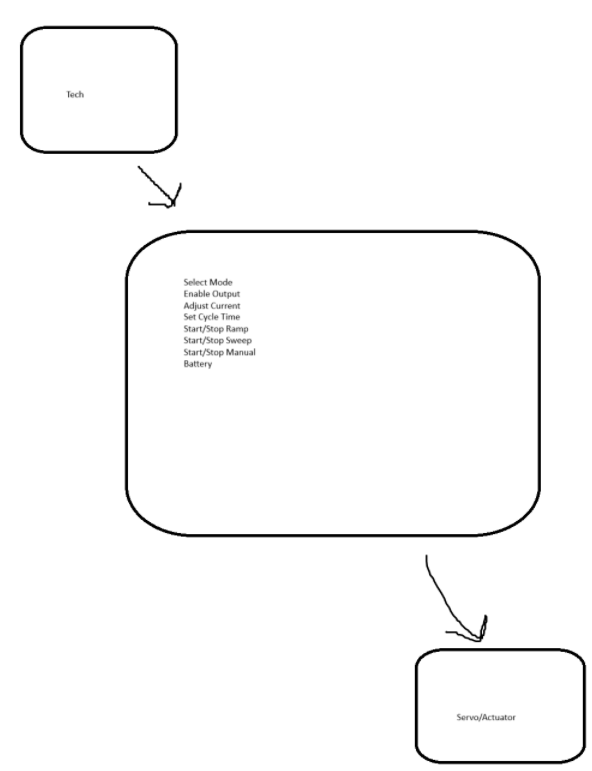 Tech
Select Mode
Enable Output
Adjust Current
Set Cycle Time
Start/Stop Ramp
Start/Stop Sweep
Start/Stop Manual
Battery
Servo/Actuator